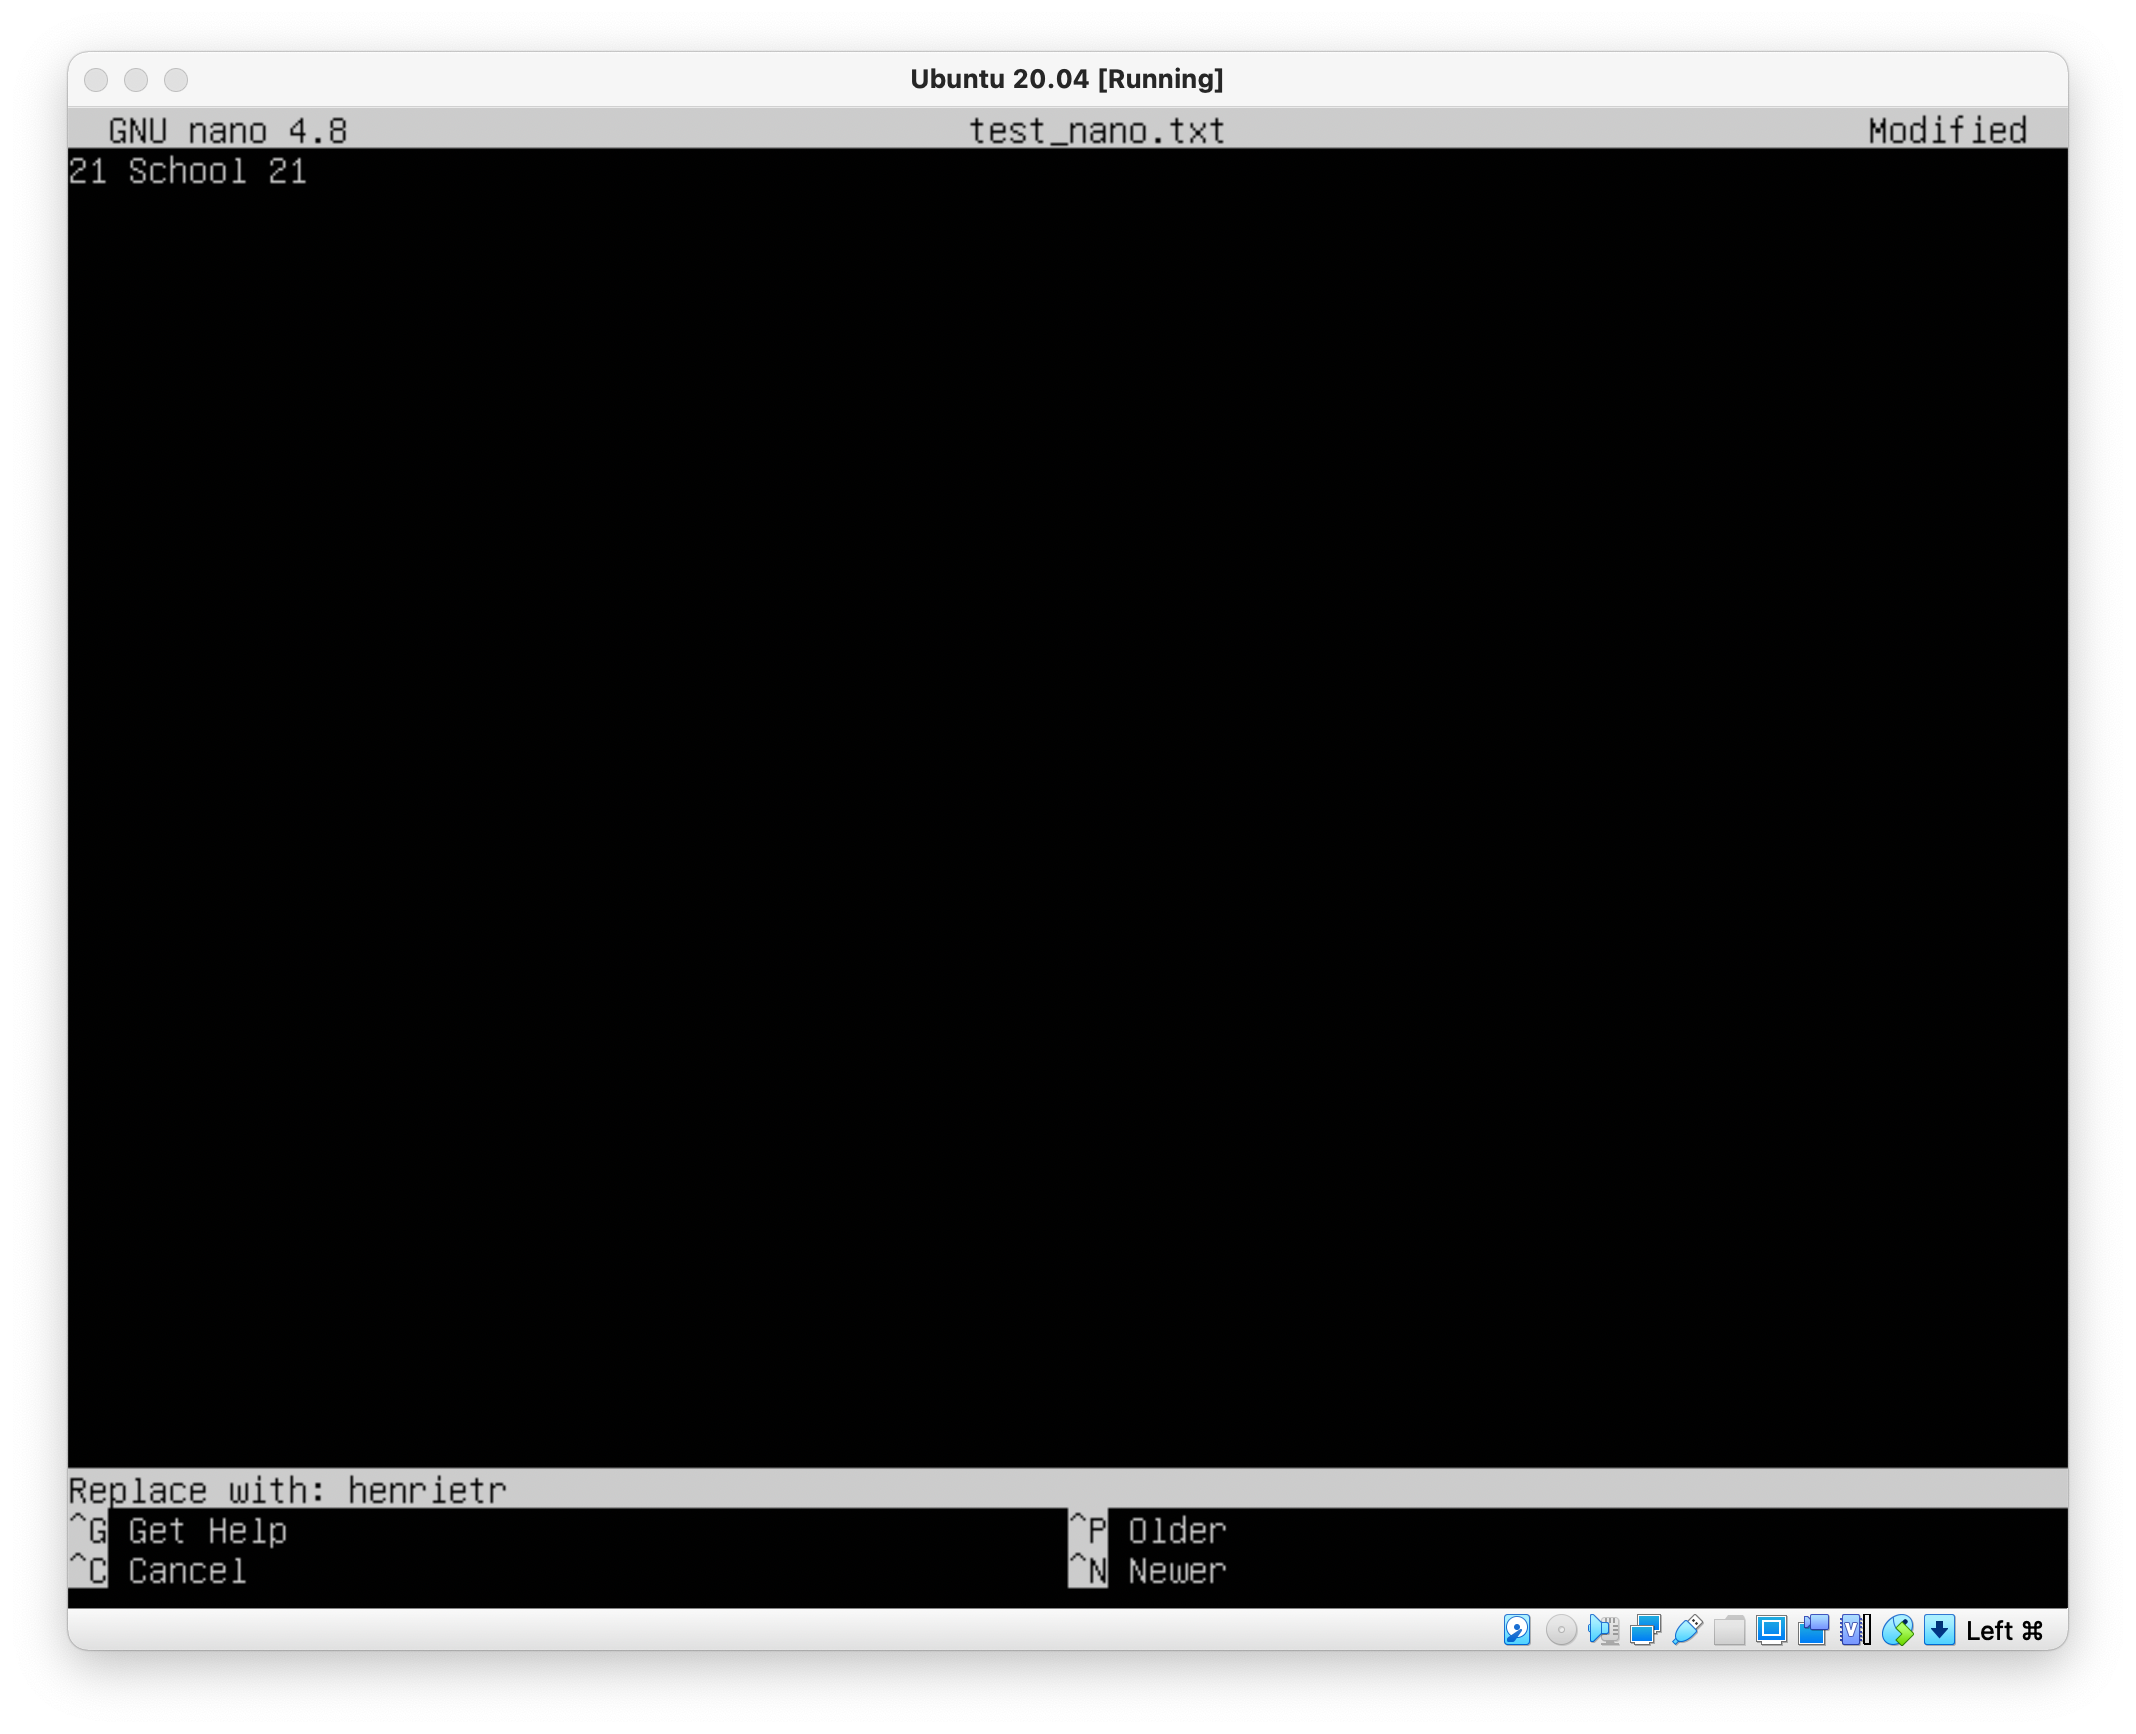 Ubuntu 20.04 [Running]
GNU nano 4.8 test_nano.txt Modified
21 School 21
Replace with: henrietr
^G Get Help ^P Older
^C Cancel ^N Newer
Left ⌘